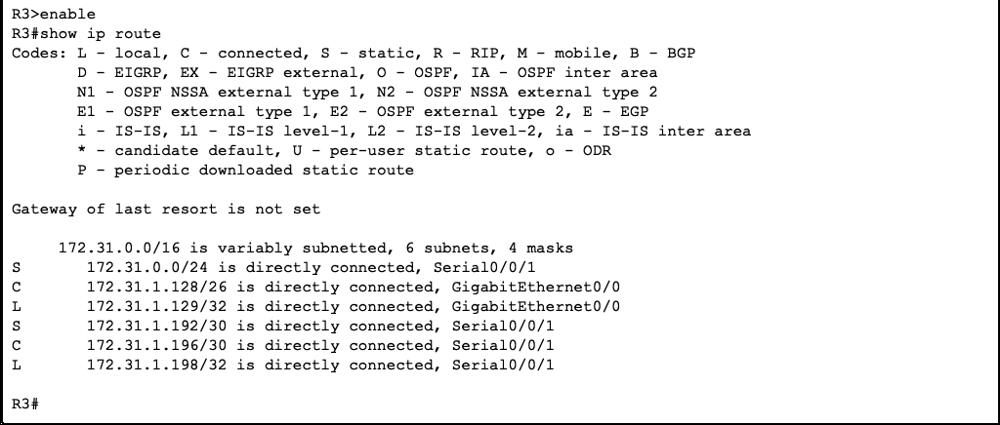 R3>enable
R3#show ip route
Codes: L - local, C - connected, S - static, R - RIP, M - mobile, B - BGP
       D - EIGRP, EX - EIGRP external, O - OSPF, IA - OSPF inter area
       N1 - OSPF NSSA external type 1, N2 - OSPF NSSA external type 2
       E1 - OSPF external type 1, E2 - OSPF external type 2, E - EGP
       i - IS-IS, L1 - IS-IS level-1, L2 - IS-IS level-2, ia - IS-IS inter area
       * - candidate default, U - per-user static route, o - ODR
       P - periodic downloaded static route

Gateway of last resort is not set

     172.31.0.0/16 is variably subnetted, 6 subnets, 4 masks
S       172.31.0.0/24 is directly connected, Serial0/0/1
C       172.31.1.128/26 is directly connected, GigabitEthernet0/0
L       172.31.1.129/32 is directly connected, GigabitEthernet0/0
S       172.31.1.192/30 is directly connected, Serial0/0/1
C       172.31.1.196/30 is directly connected, Serial0/0/1
L       172.31.1.198/32 is directly connected, Serial0/0/1

R3#